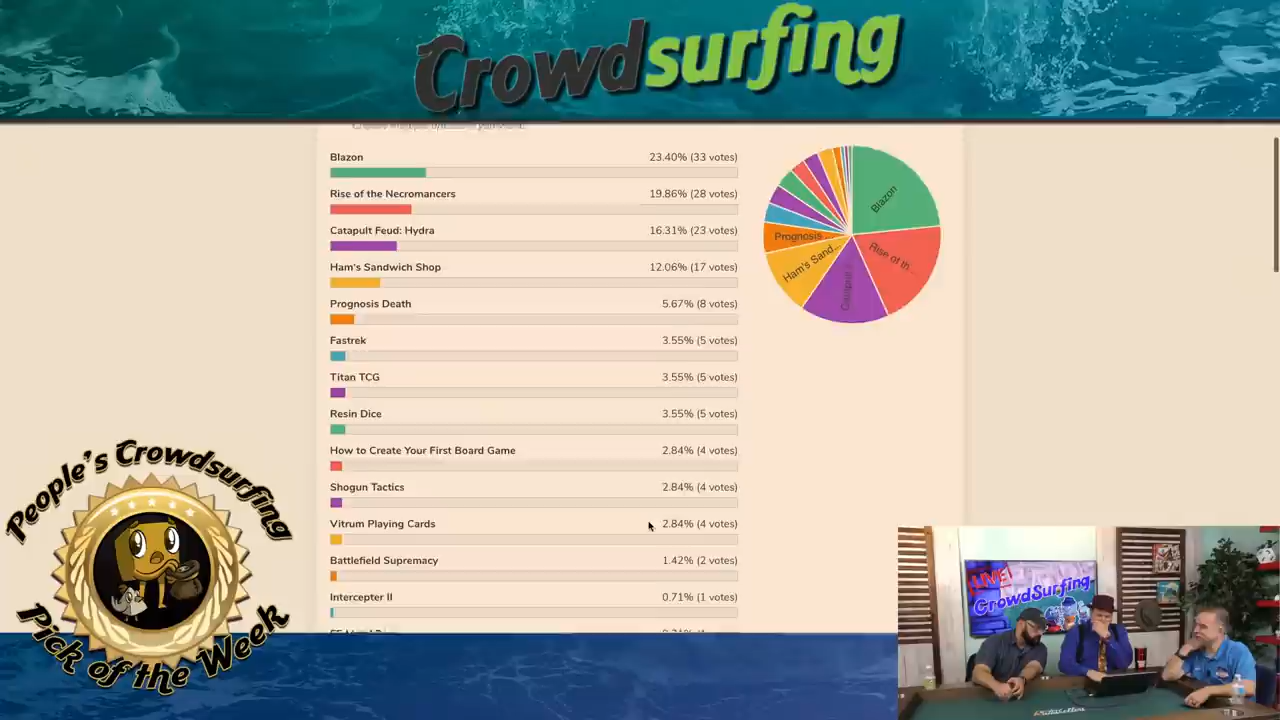 Crowdsurfing
Blazon 23.40% (33 votes)
Rise of the Necromancers 19.86% (28 votes)
Catapult Feud: Hydra 16.31% (23 votes)
Ham's Sandwich Shop 12.06% (17 votes)
Prognosis Death 5.67% (8 votes)
Fastrek 3.55% (5 votes)
Titan TCG 3.55% (5 votes)
Resin Dice 3.55% (5 votes)
How to Create Your First Board Game 2.84% (4 votes)
Shogun Tactics 2.84% (4 votes)
Vitrum Playing Cards 2.84% (4 votes)
Battlefield Supremacy 1.42% (2 votes)
Intercepter II 0.71% (1 votes)
Blazon
Rise of th...
Ham's Sand...
Prognosis ...
People's Crowdsurfing
Pick of the Week
LIVE!
CrowdSurfing